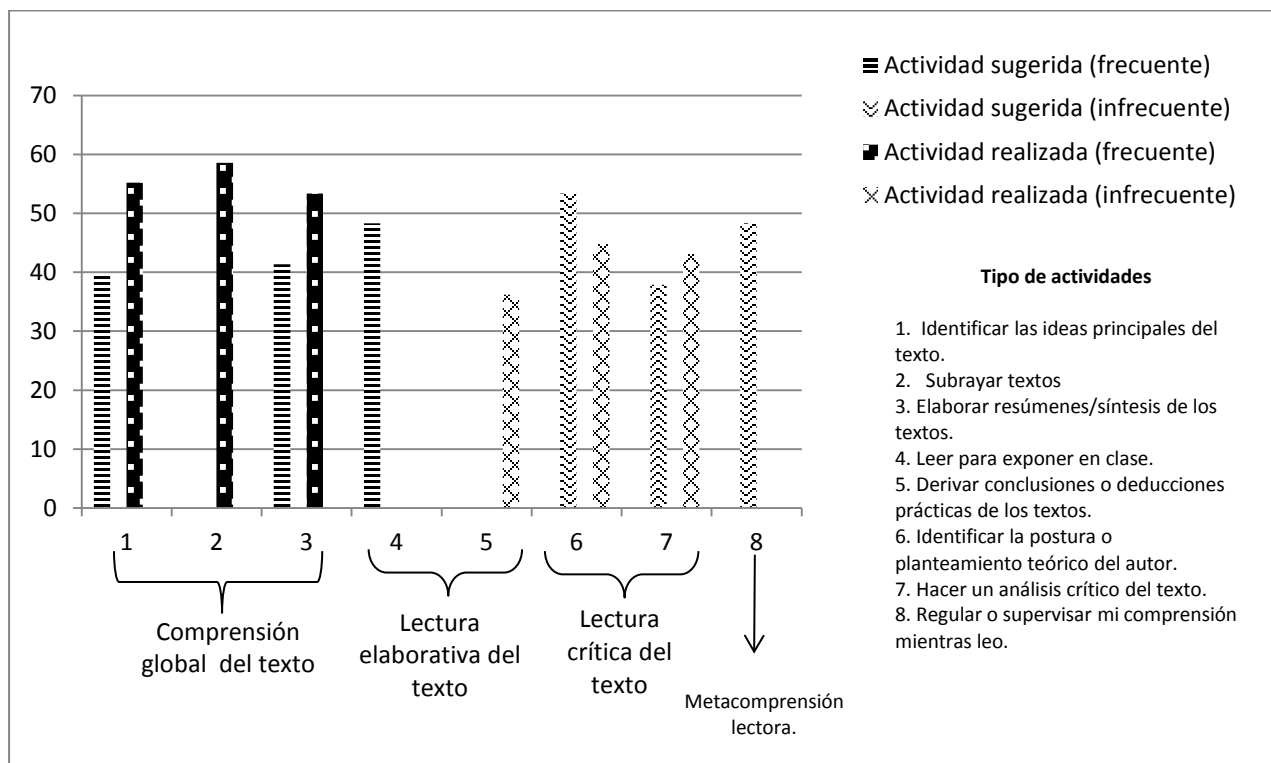 Actividad sugerida (frecuente)
Actividad sugerida (infrecuente)
Actividad realizada (frecuente)
Actividad realizada (infrecuente)
70
60
50
40
30
20
10
0
1 2 3 4 5 6 7 8
Comprensión
global del texto
Lectura
elaborativa del
texto
Lectura
crítica del
texto
Metacomprensión
lectora.
Tipo de actividades
1. Identificar las ideas principales del
texto.
2. Subrayar textos
3. Elaborar resúmenes/síntesis de los
textos.
4. Leer para exponer en clase.
5. Derivar conclusiones o deducciones
prácticas de los textos.
6. Identificar la postura o
planteamiento teórico del autor.
7. Hacer un análisis crítico del texto.
8. Regular o supervisar mi comprensión
mientras leo.